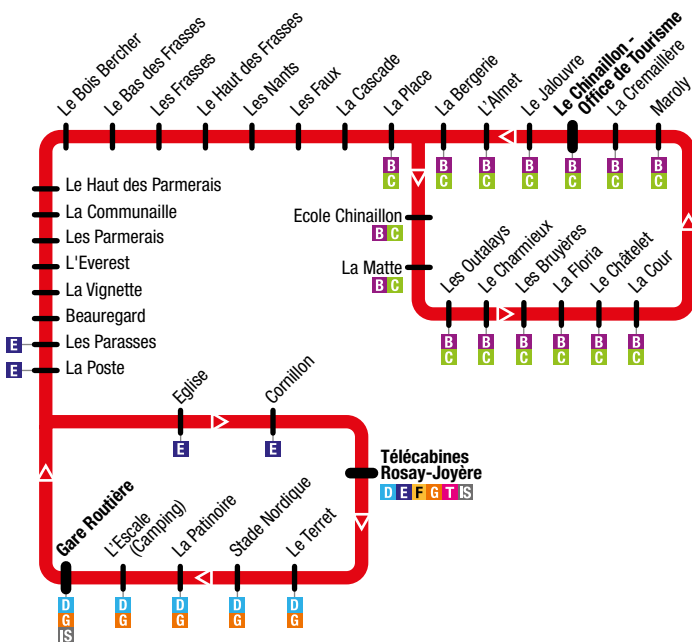 Le Bois Bercher
Le Bas des Frasses
Les Frasses
Le Haut des Frasses
Les Nants
Les Faux
La Cascade
La Place
B
C
La Bergerie
B
C
L'Almet
B
C
Le Jalouvre
B
C
Le Chinaillon -
Office de Tourisme
B
C
La Cremaillère
B
C
Maroly
B
C
Le Haut des Parmerais
La Communaille
Les Parmerais
L'Everest
La Vignette
Beauregard
E Les Parasses
E La Poste
Ecole Chinaillon
B C
La Matte
B C
Les Outalays
B
C
Le Charmieux
B
C
Les Bruyères
B
C
La Floria
B
C
Le Châtelet
B
C
La Cour
B
C
Eglise
E
Cornillon
E
Télécabines
Rosay-Joyère
D E F G T S
Gare Routière
D
G
S
L'Escale
(Camping)
D
G
La Patinoire
D
G
Stade Nordique
D
G
Le Terret
D
G